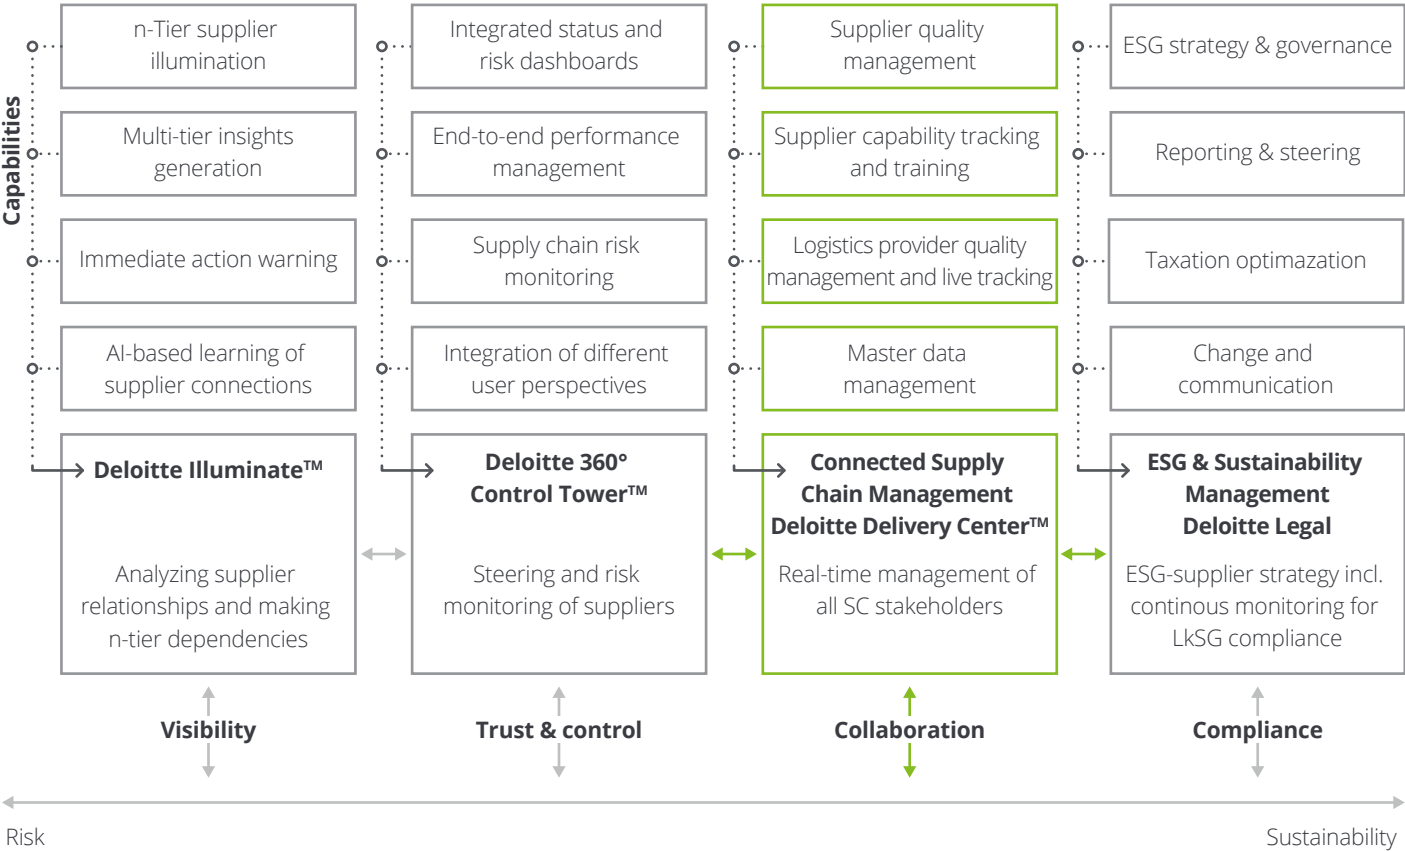 Capabilities
n-Tier supplier
illumination
Multi-tier insights
generation
Immediate action warning
AI-based learning of
supplier connections
Deloitte Illuminate™
Analyzing supplier
relationships and making
n-tier dependencies
Visibility
Integrated status and
risk dashboards
End-to-end performance
management
Supply chain risk
monitoring
Integration of different
user perspectives
Deloitte 360°
Control Tower™
Steering and risk
monitoring of suppliers
Trust & control
Supplier quality
management
Supplier capability tracking
and training
Logistics provider quality
management and live tracking
Master data
management
Connected Supply
Chain Management
Deloitte Delivery Center™
Real-time management of
all SC stakeholders
Collaboration
ESG strategy & governance
Reporting & steering
Taxation optimazation
Change and
communication
ESG & Sustainability
Management
Deloitte Legal
ESG-supplier strategy incl.
continous monitoring for
LkSG compliance
Compliance
Risk
Sustainability